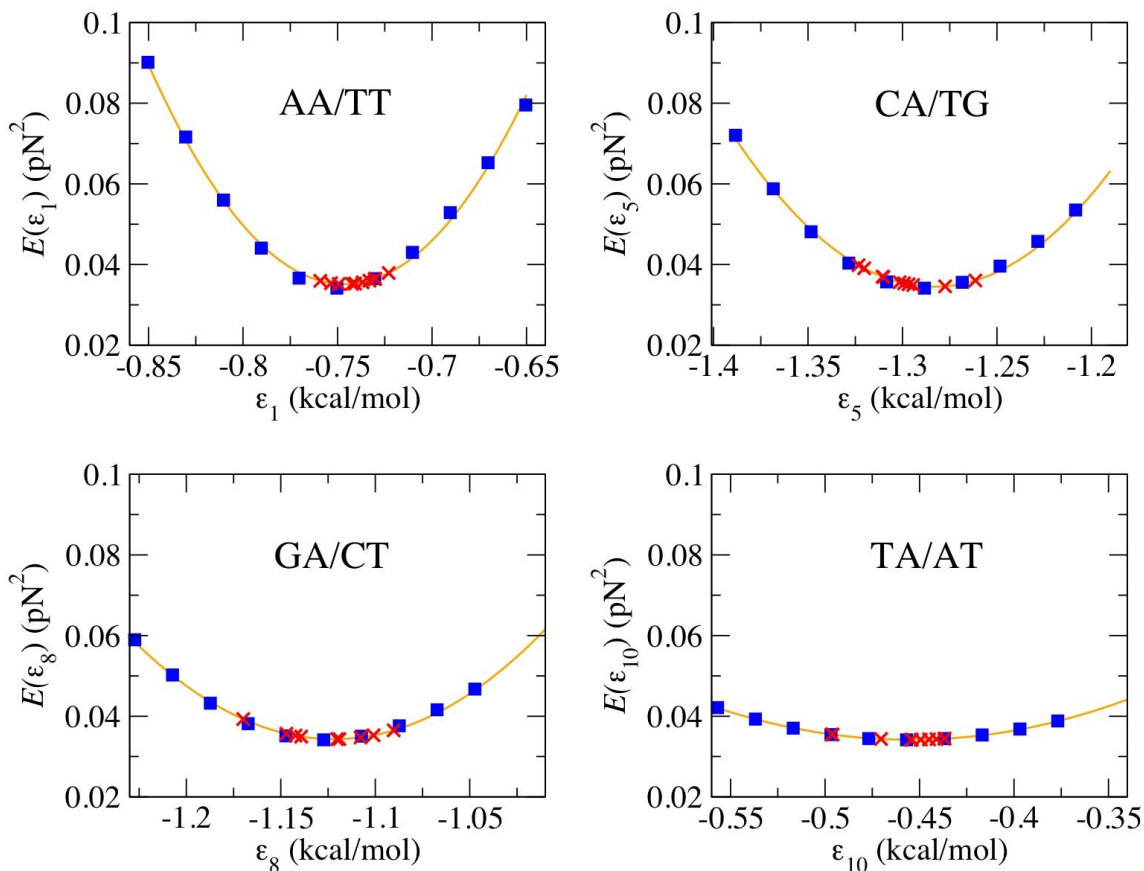 0.1
0.08
0.06
0.04
0.02
E(ε₁) (pN²)
AA/TT
-0.85 -0.8 -0.75 -0.7 -0.65
ε₁ (kcal/mol)
0.1
0.08
0.06
0.04
0.02
E(ε₅) (pN²)
CA/TG
-1.4 -1.35 -1.3 -1.25 -1.2
ε₅ (kcal/mol)
0.1
0.08
0.06
0.04
0.02
E(ε₈) (pN²)
GA/CT
-1.2 -1.15 -1.1 -1.05
ε₈ (kcal/mol)
0.1
0.08
0.06
0.04
0.02
E(ε₁₀) (pN²)
TA/AT
-0.55 -0.5 -0.45 -0.4 -0.35
ε₁₀ (kcal/mol)